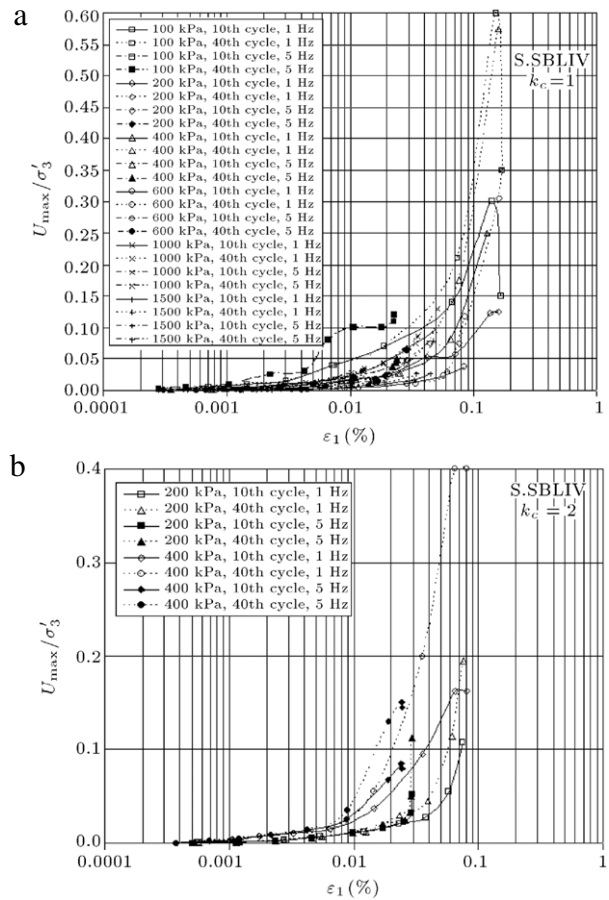 a
U_max/σ′_3
0.60
0.55
0.50
0.45
0.40
0.35
0.30
0.25
0.20
0.15
0.10
0.05
0.00
100 kPa, 10th cycle, 1 Hz
100 kPa, 40th cycle, 1 Hz
100 kPa, 10th cycle, 5 Hz
100 kPa, 40th cycle, 5 Hz
200 kPa, 10th cycle, 1 Hz
200 kPa, 40th cycle, 1 Hz
200 kPa, 10th cycle, 5 Hz
200 kPa, 40th cycle, 5 Hz
400 kPa, 10th cycle, 1 Hz
400 kPa, 40th cycle, 1 Hz
400 kPa, 10th cycle, 5 Hz
400 kPa, 40th cycle, 5 Hz
600 kPa, 10th cycle, 1 Hz
600 kPa, 40th cycle, 1 Hz
600 kPa, 10th cycle, 5 Hz
600 kPa, 40th cycle, 5 Hz
1000 kPa, 10th cycle, 1 Hz
1000 kPa, 40th cycle, 1 Hz
1000 kPa, 10th cycle, 5 Hz
1000 kPa, 40th cycle, 5 Hz
1500 kPa, 10th cycle, 1 Hz
1500 kPa, 40th cycle, 1 Hz
1500 kPa, 10th cycle, 5 Hz
1500 kPa, 40th cycle, 5 Hz
S.SBLIV
k_c=1
0.0001 0.001 0.01 0.1 1
ε_1(%)
b
U_max/σ′_3
0.4
0.3
0.2
0.1
0.0
200 kPa, 10th cycle, 1 Hz
200 kPa, 40th cycle, 1 Hz
200 kPa, 10th cycle, 5 Hz
200 kPa, 40th cycle, 5 Hz
400 kPa, 10th cycle, 1 Hz
400 kPa, 40th cycle, 1 Hz
400 kPa, 10th cycle, 5 Hz
400 kPa, 40th cycle, 5 Hz
S.SBLIV
k_c = 2
0.0001 0.001 0.01 0.1 1
ε_1(%)